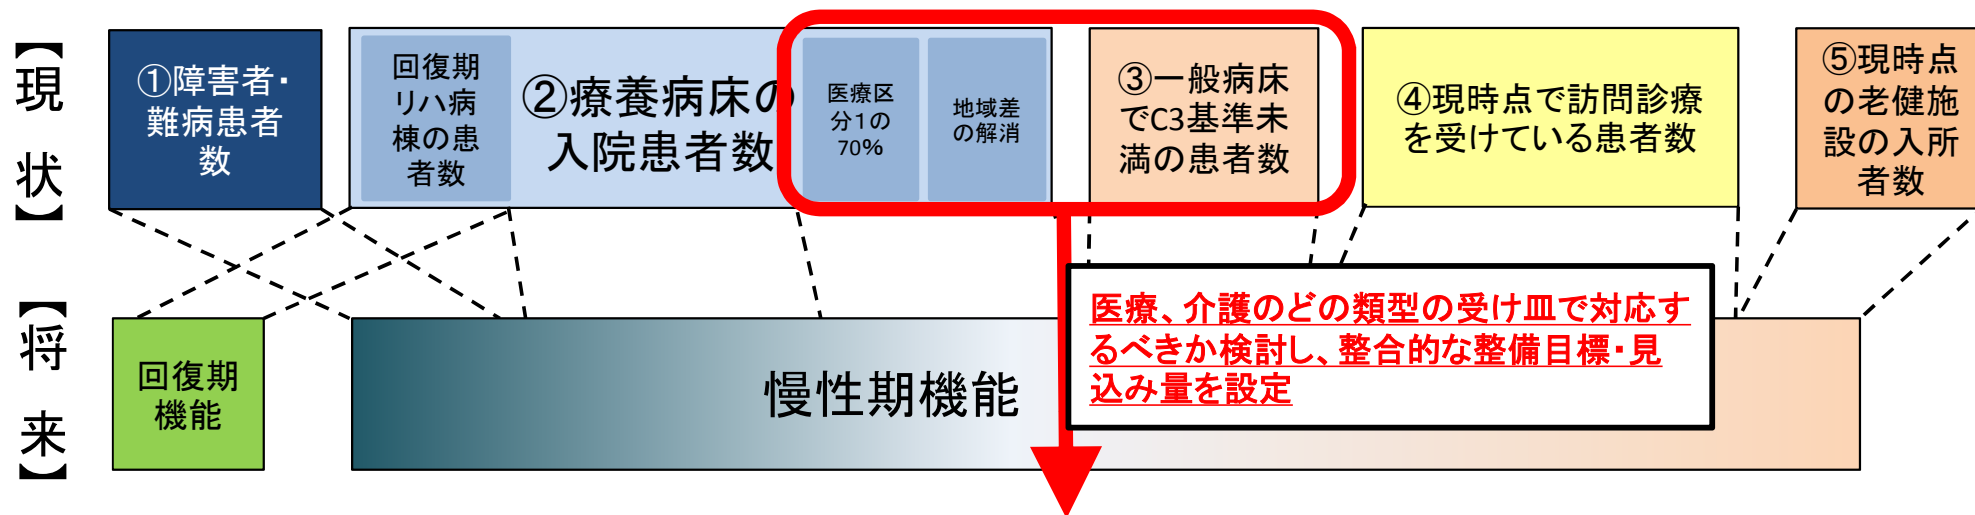 【現状】
①障害者・
難病患者
数
回復期
リハ病
棟の患
者数
②療養病床の
入院患者数
医療区
分1の
70%
地域差
の解消
③一般病床
でC3基準未
満の患者数
④現時点で訪問診療
を受けている患者数
⑤現時点
の老健施
設の入所
者数
【将来】
回復期
機能
慢性期機能
医療、介護のどの類型の受け皿で対応す
るべきか検討し、整合的な整備目標・見
込み量を設定